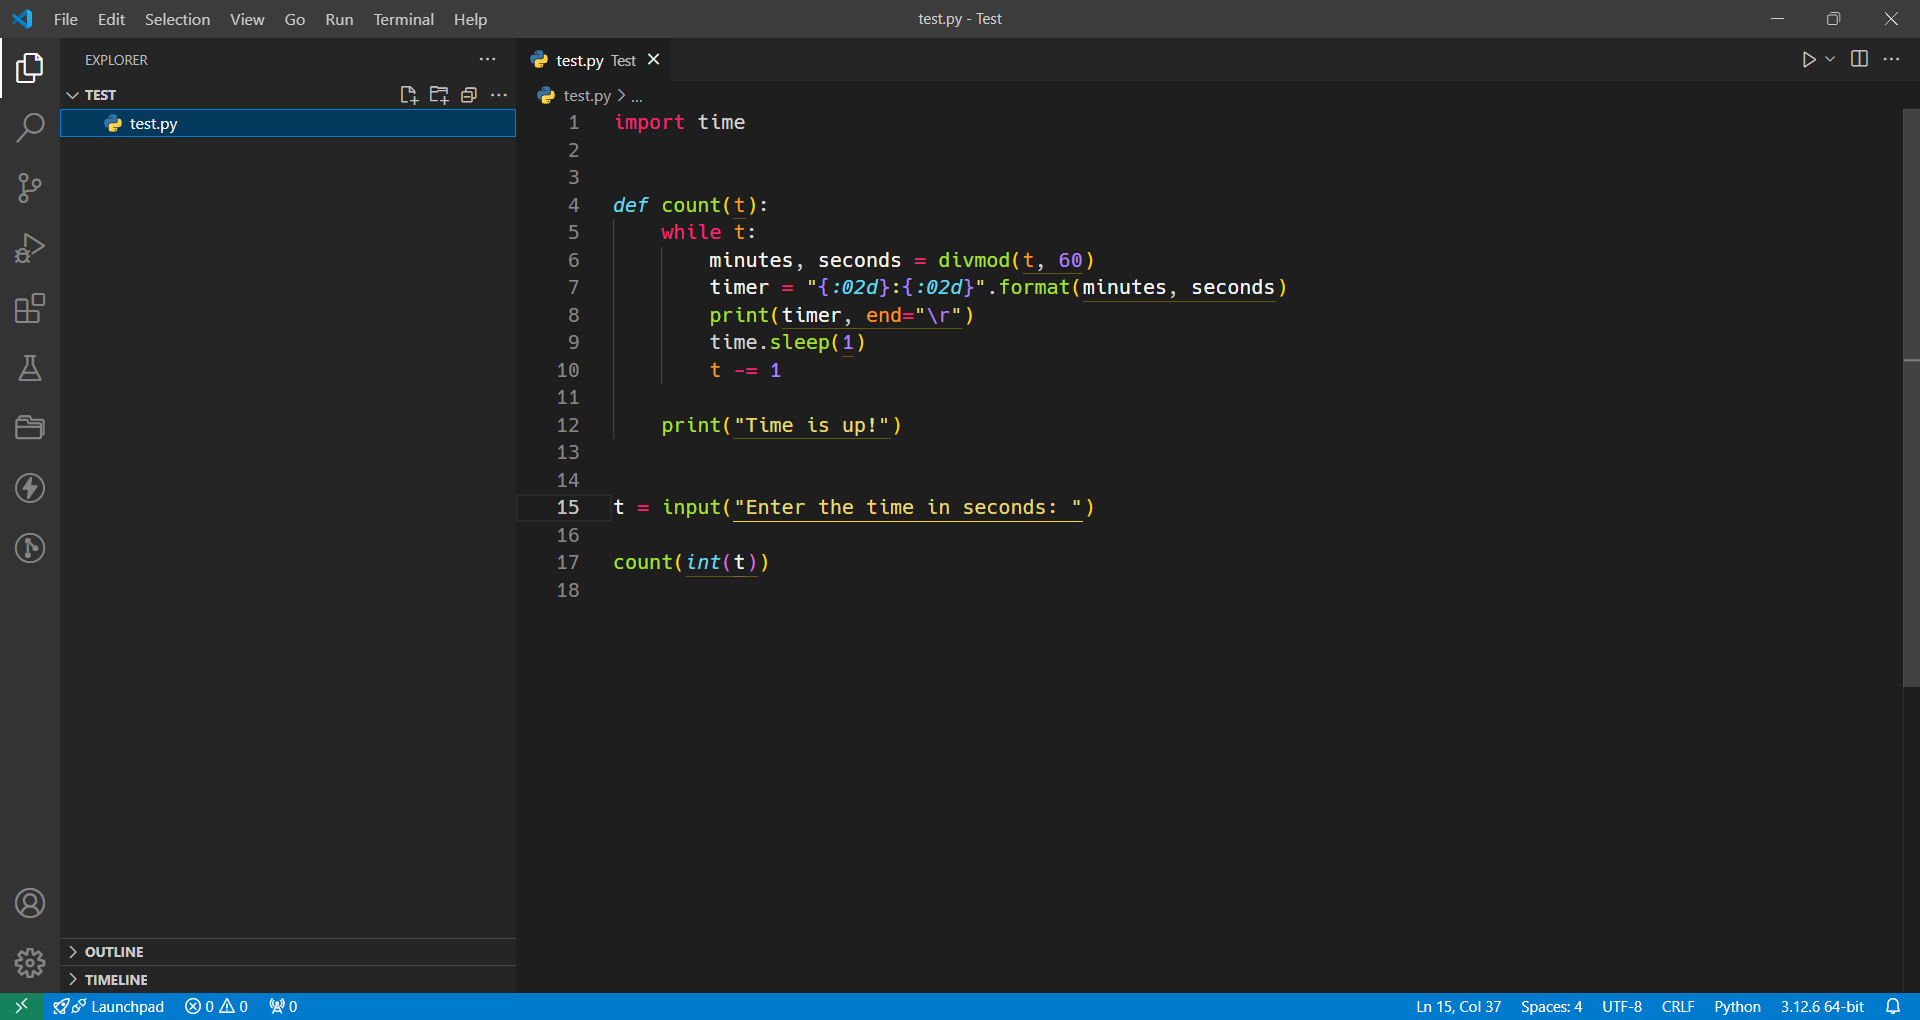 File Edit Selection View Go Run Terminal Help test.py - Test
EXPLORER
TEST
test.py
test.py Test
test.py > ...
1 import time
2
3
4 def count(t):
5     while t:
6         minutes, seconds = divmod(t, 60)
7         timer = "{:02d}:{:02d}".format(minutes, seconds)
8         print(timer, end="\r")
9         time.sleep(1)
10         t -= 1
11
12     print("Time is up!")
13
14
15 t = input("Enter the time in seconds: ")
16
17 count(int(t))
18
OUTLINE
TIMELINE
Launchpad 0 0 0 Ln 15, Col 37 Spaces: 4 UTF-8 CRLF Python 3.12.6 64-bit